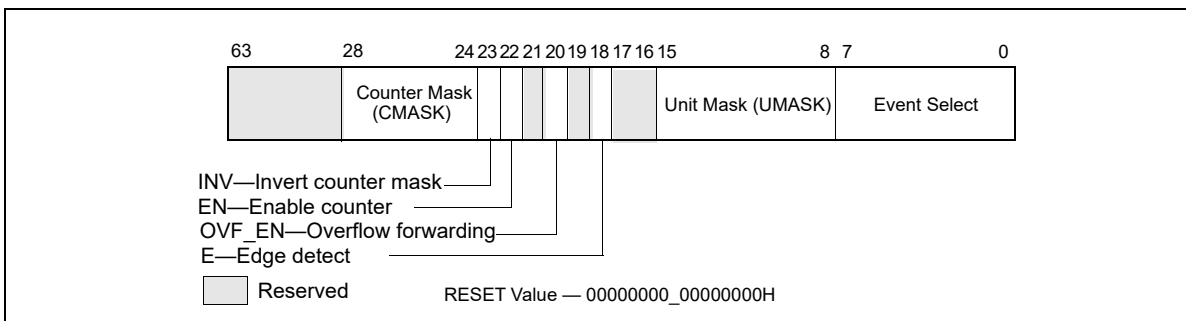 63 28 24 23 22 21 20 19 18 17 16 15 8 7 0
Counter Mask
(CMASK)
Unit Mask (UMASK)
Event Select
INV—Invert counter mask
EN—Enable counter
OVF_EN—Overflow forwarding
E—Edge detect
Reserved
RESET Value — 00000000_00000000H